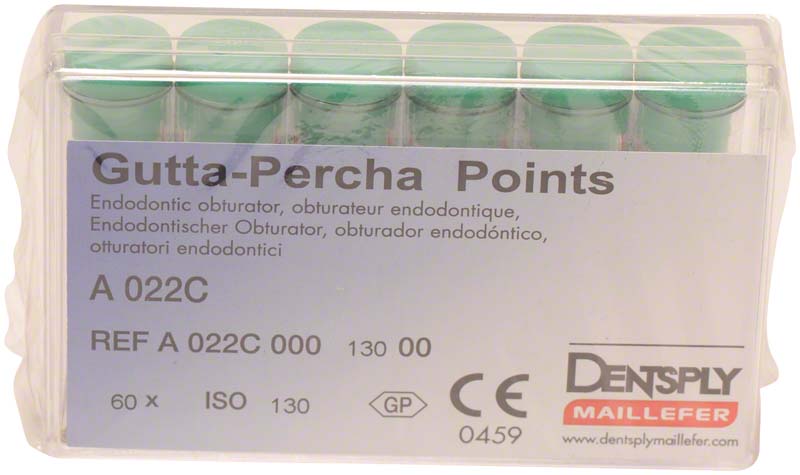 Gutta-Percha Points
Endodontic obturator, obturateur endodontique,
Endodontischer Obturator, obturador endodóntico,
otturatori endodontici
A 022C
REF A 022C 000 130 00
60 x ISO 130 GP CE
0459
DENTSPLY
MAILLEFER
www.dentsplymaillefer.com